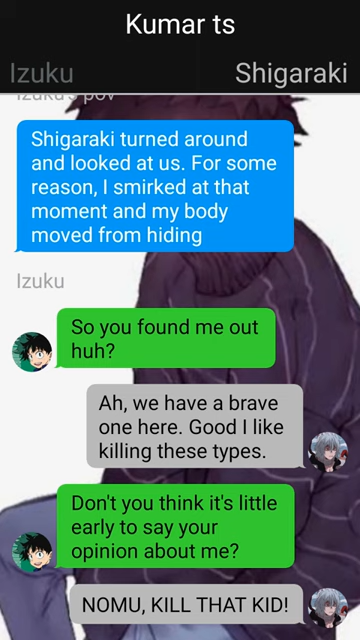 Kumar ts
Izuku
Shigaraki
Izuku's pov
Shigaraki turned around
and looked at us. For some
reason, I smirked at that
moment and my body
moved from hiding
Izuku
So you found me out
huh?
Ah, we have a brave
one here. Good I like
killing these types.
Don't you think it's little
early to say your
opinion about me?
NOMU, KILL THAT KID!